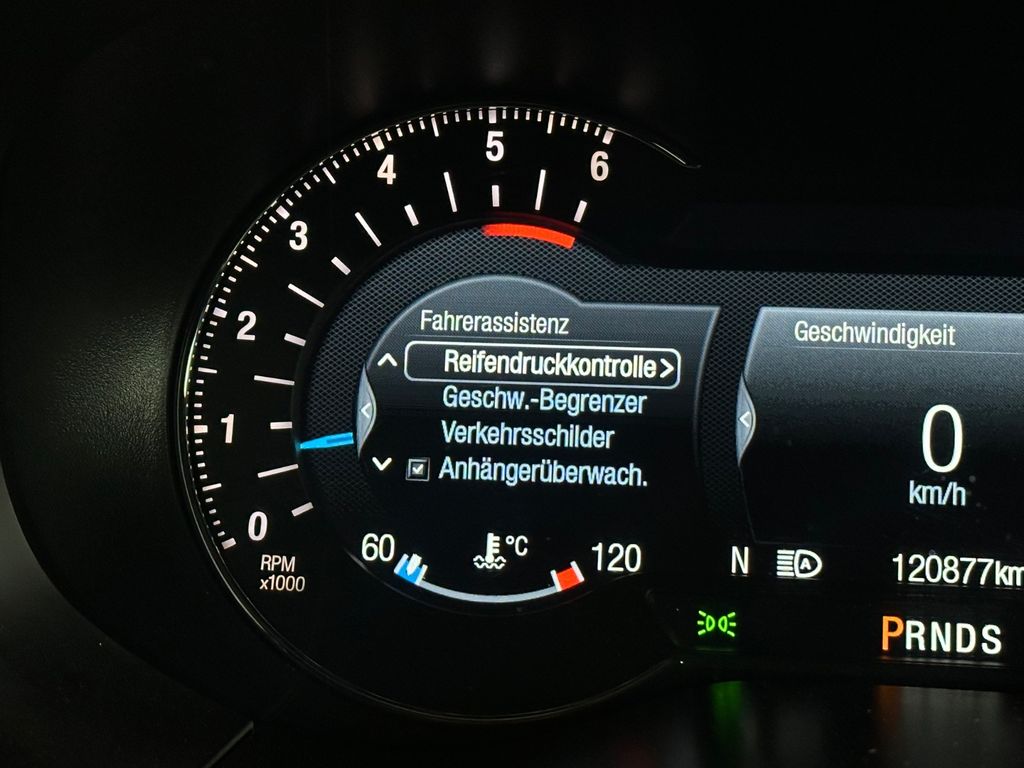 0
1
2
3
4
5
6
RPM
x1000
Fahrerassistenz
Reifendruckkontrolle>
Geschw.-Begrenzer
Verkehrsschilder
Anhängerüberwach.
60
°C
120
Geschwindigkeit
0
km/h
N
A
120877km
PRNDS